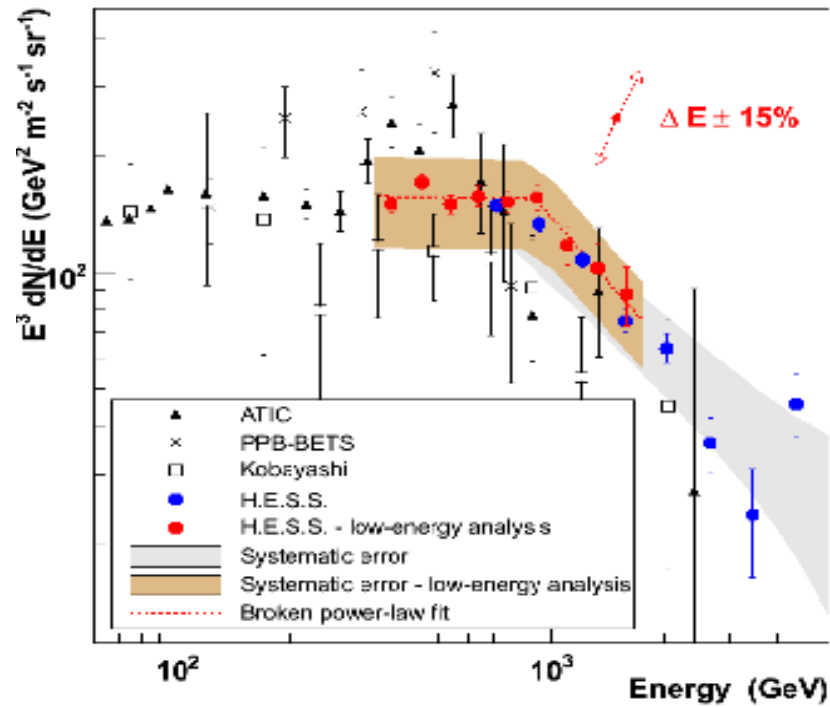 E³ dN/dE (GeV² m⁻² s⁻¹ sr⁻¹)
10²
Δ E ± 15%
ATIC
PPB-BETS
Kobayashi
H.E.S.S.
H.E.S.S. - low-energy analysis
Systematic error
Systematic error - low-energy analysis
Broken power-law fit
10² 10³
Energy (GeV)